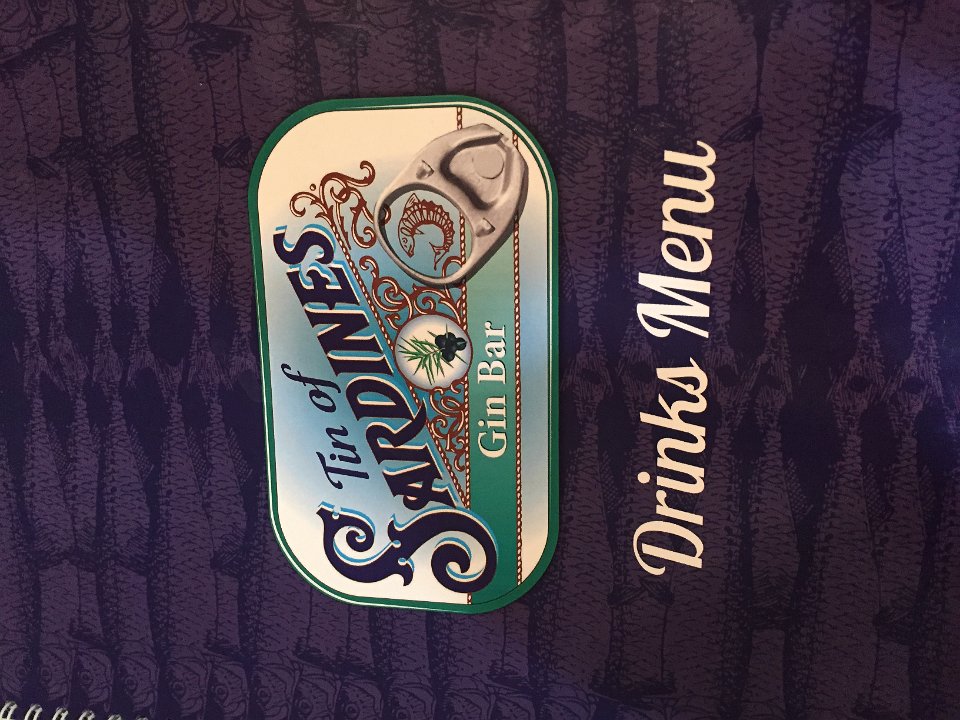 Tin of
SARDINES
Gin Bar
Drinks Menu